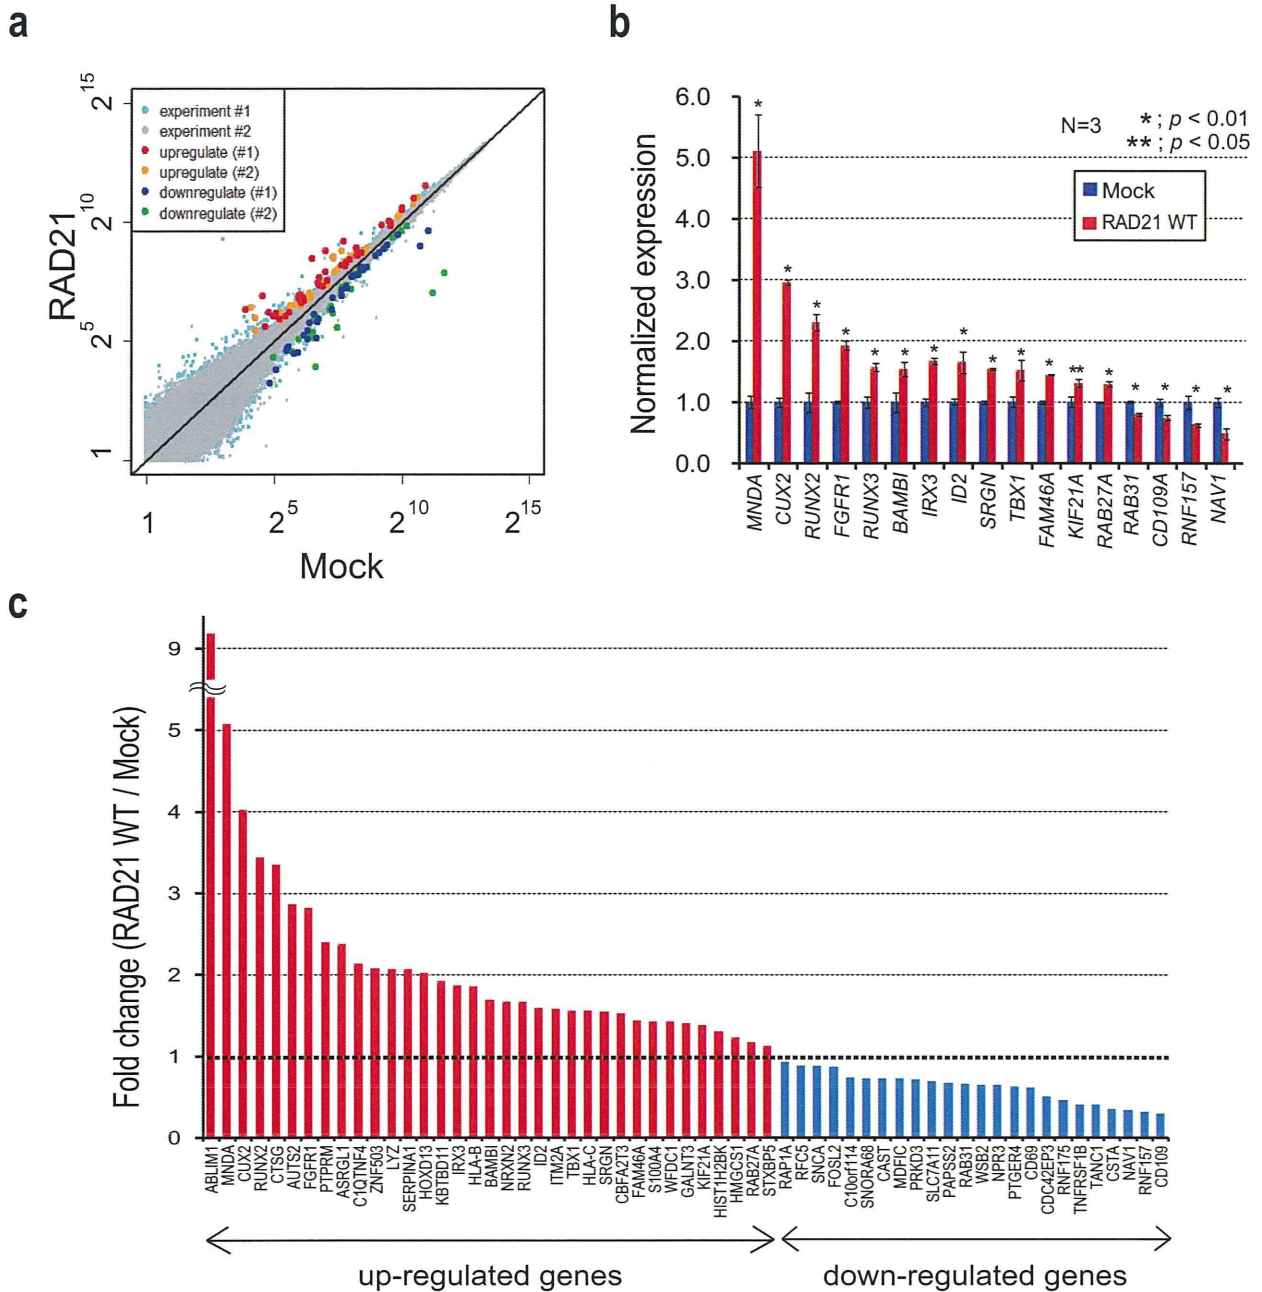 a
2^15
2^10
2^5
1
RAD21
experiment #1
experiment #2
upregulate (#1)
upregulate (#2)
downregulate (#1)
downregulate (#2)
1
2^5
2^10
2^15
Mock
b
Normalized expression
6.0
5.0
4.0
3.0
2.0
1.0
0.0
N=3
* ; p < 0.01
** ; p < 0.05
Mock
RAD21 WT
*
*
*
*
*
*
*
*
*
*
*
**
*
*
*
*
*
MNDA
CUX2
RUNX2
FGFR1
RUNX3
BAMBI
IRX3
ID2
SRGN
TBX1
FAM46A
KIF21A
RAB27A
RAB31
CD109A
RNF157
NAV1
c
Fold change (RAD21 WT / Mock)
9
5
4
3
2
1
0
ABLIM1
MNDA
CUX2
RUNX2
CTSG
AUTS2
FGFR1
PTPRM
ASRGL1
C1QTNF4
ZNF503
LYZ
SERPINA1
HOXD13
KBTBD11
IRX3
HLA-B
BAMBI
NRXN2
RUNX3
ID2
ITM2A
TBX1
HLA-C
SRGN
CBFA2T3
FAM46A
S100A4
WFDC1
GALNT3
KIF21A
HIST1H2BK
HMGCS1
RAB27A
STXBP5
RAP1A
RFC5
SNCA
FOSL2
C10orf114
SNORA68
CAST
MDFIC
PRKD3
SLC7A11
PAPSS2
RAB31
WSB2
NPR3
PTGER4
CD69
CDC42EP3
RNF175
TNFRSF1B
TANC1
CSTA
NAV1
RNF157
CD109
up-regulated genes
down-regulated genes